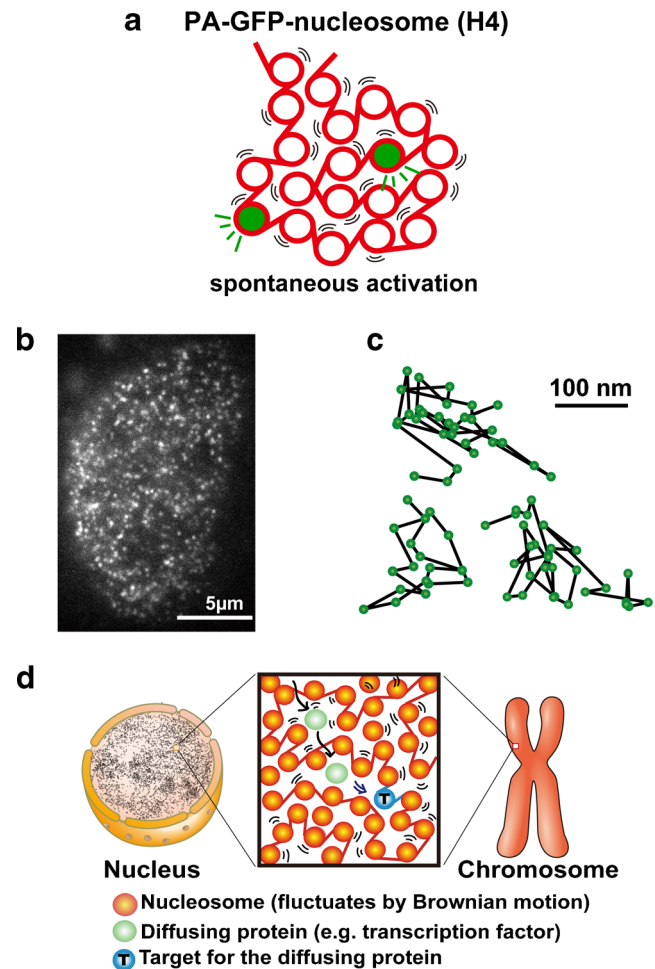 a
PA-GFP-nucleosome (H4)
spontaneous activation
b
5μm
c
100 nm
d
T
Nucleus
Chromosome
Nucleosome (fluctuates by Brownian motion)
Diffusing protein (e.g. transcription factor)
T
Target for the diffusing protein